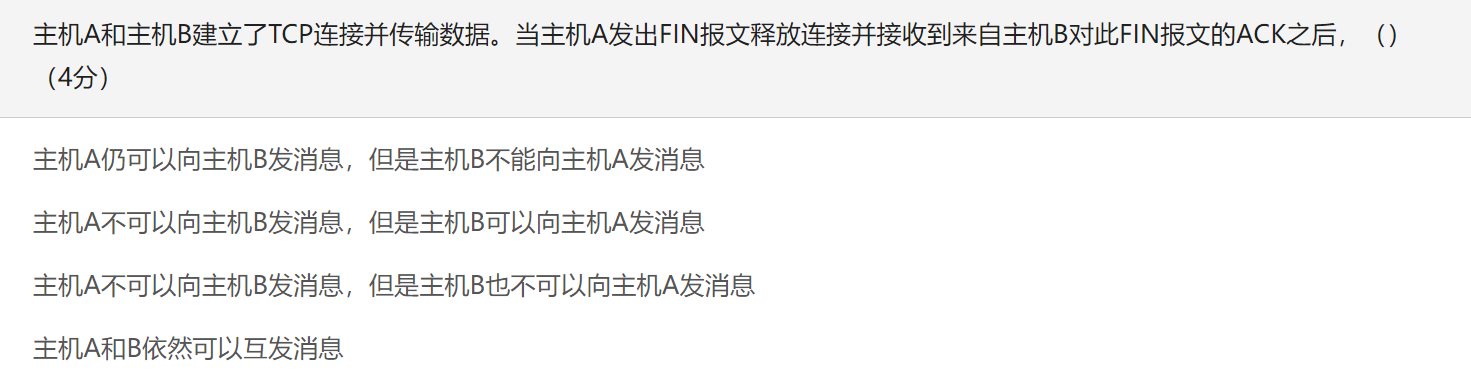 主机A和主机B建立了TCP连接并传输数据。当主机A发出FIN报文释放连接并接收到来自主机B对此FIN报文的ACK之后，（）
（4分）
主机A仍可以向主机B发消息，但是主机B不能向主机A发消息
主机A不可以向主机B发消息，但是主机B可以向主机A发消息
主机A不可以向主机B发消息，但是主机B也不可以向主机A发消息
主机A和B依然可以互发消息